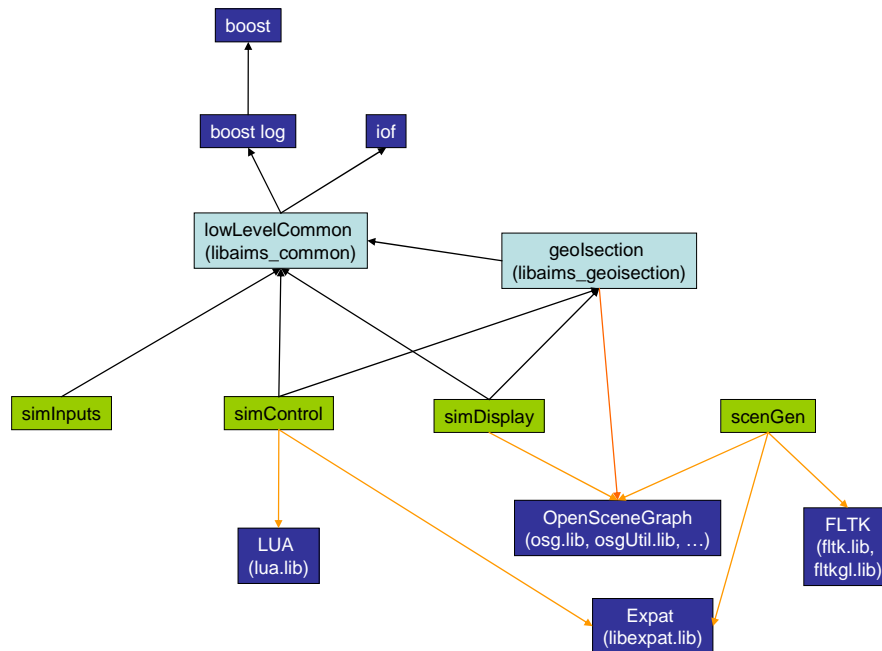 boost
boost log
iof
lowLevelCommon
(libaims_common)
geoIsection
(libaims_geoisection)
simInputs
simControl
simDisplay
scenGen
OpenSceneGraph
(osg.lib, osgUtil.lib, …)
FLTK
(fltk.lib,
fltkgl.lib)
LUA
(lua.lib)
Expat
(libexpat.lib)